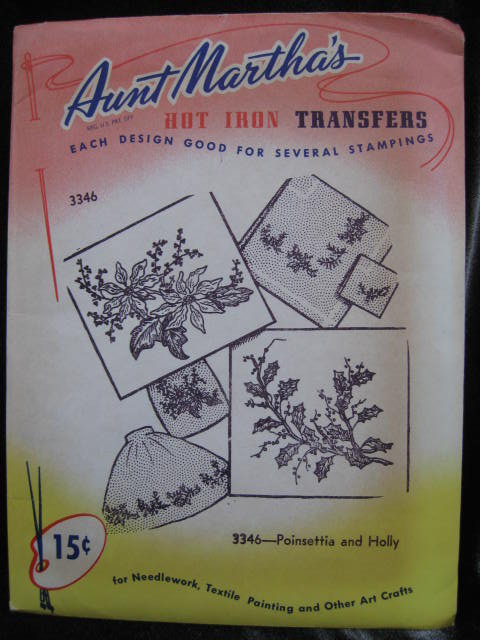 Aunt Martha's
REG. U.S. PAT. OFF.
HOT IRON TRANSFERS
EACH DESIGN GOOD FOR SEVERAL STAMPINGS
3346
3346—Poinsettia and Holly
15¢
for Needlework, Textile Painting and Other Art Crafts